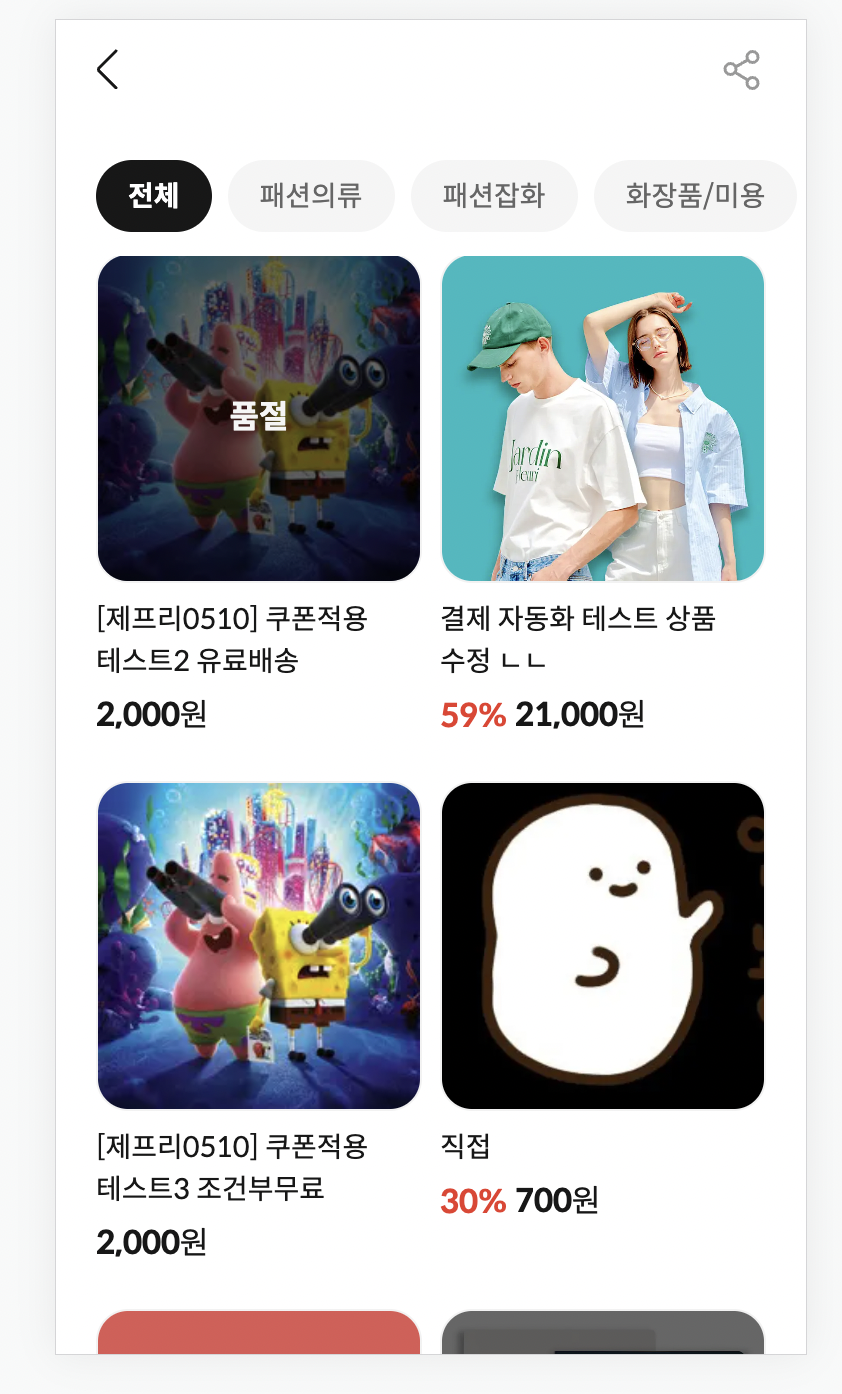 전체
패션의류
패션잡화
화장품/미용
품절
Jardin
[제프리0510] 쿠폰적용
테스트2 유료배송
2,000원
결제 자동화 테스트 상품
수정 ㄴㄴ
59% 21,000원
[제프리0510] 쿠폰적용
테스트3 조건부무료
2,000원
직접
30% 700원